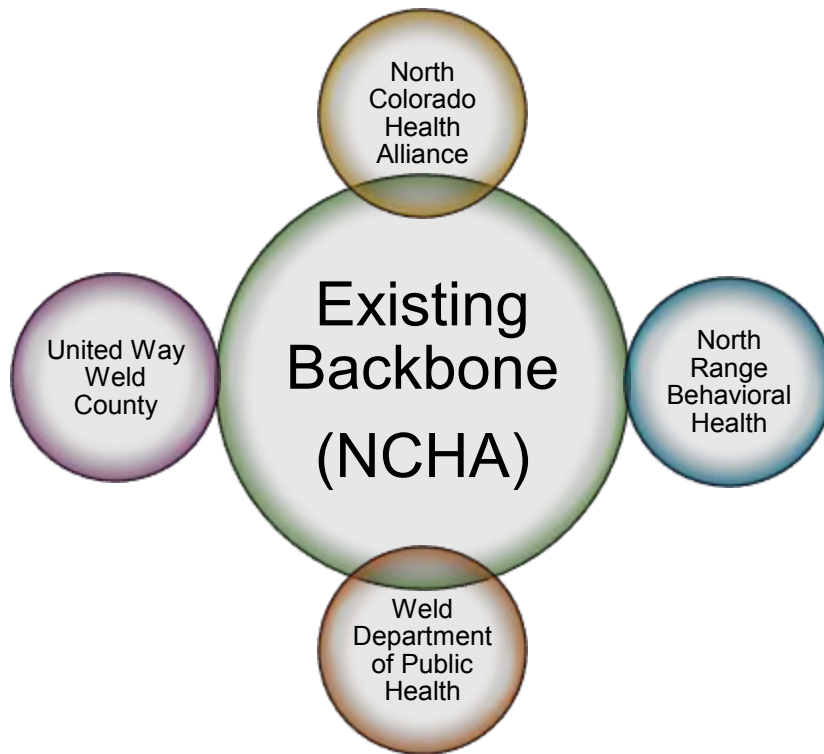 North
Colorado
Health
Alliance
Existing
Backbone
(NCHA)
United Way
Weld
County
North
Range
Behavioral
Health
Weld
Department
of Public
Health